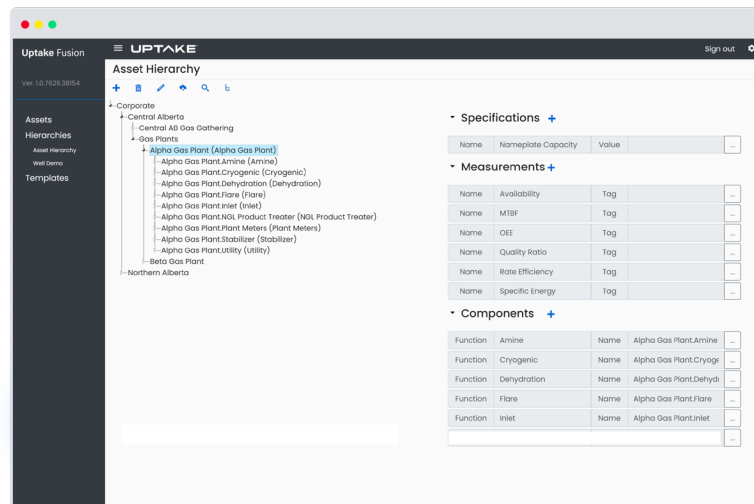 Uptake Fusion
UPTAKE
Sign out
Ver. 1.0.7629.38154
Asset Hierarchy
Assets
Hierarchies
Asset Hierarchy
Well Demo
Templates
Corporate
Central Alberta
Central AB Gas Gathering
Gas Plants
Alpha Gas Plant (Alpha Gas Plant)
Alpha Gas Plant.Amine (Amine)
Alpha Gas Plant.Cryogenic (Cryogenic)
Alpha Gas Plant.Dehydration (Dehydration)
Alpha Gas Plant.Flare (Flare)
Alpha Gas Plant.Inlet (Inlet)
Alpha Gas Plant.NGL Product Treater (NGL Product Treater)
Alpha Gas Plant.Plant Meters (Plant Meters)
Alpha Gas Plant.Stabilizer (Stabilizer)
Alpha Gas Plant.Utility (Utility)
Beta Gas Plant
Northern Alberta
Specifications +
Name Nameplate Capacity Value ...
Measurements +
Name Availability Tag ...
Name MTBF Tag ...
Name OEE Tag ...
Name Quality Ratio Tag ...
Name Rate Efficiency Tag ...
Name Specific Energy Tag ...
Components +
Function Amine Name Alpha Gas Plant.Amine ...
Function Cryogenic Name Alpha Gas Plant.Cryoge ...
Function Dehydration Name Alpha Gas Plant.Dehydr ...
Function Flare Name Alpha Gas Plant.Flare ...
Function Inlet Name Alpha Gas Plant.Inlet ...
...